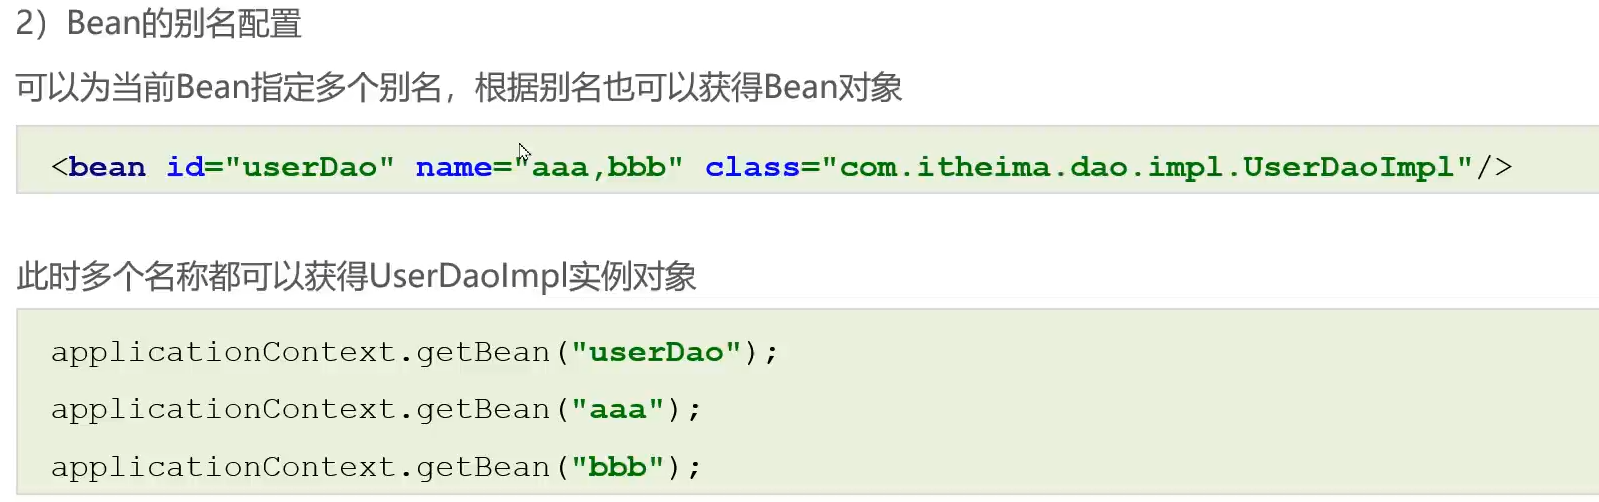 2）Bean的别名配置
可以为当前Bean指定多个别名，根据别名也可以获得Bean对象
<bean id="userDao" name="aaa,bbb" class="com.itheima.dao.impl.UserDaoImpl"/>
此时多个名称都可以获得UserDaoImpl实例对象
applicationContext.getBean("userDao");
applicationContext.getBean("aaa");
applicationContext.getBean("bbb");